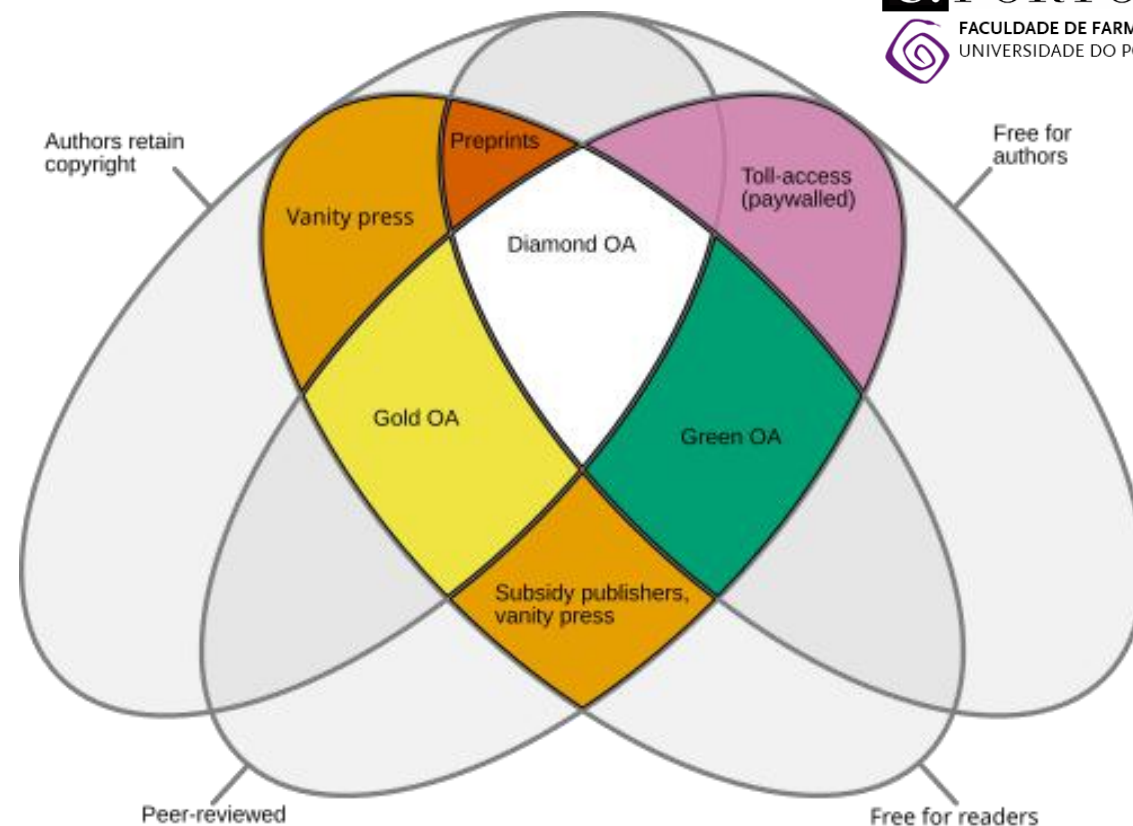 FACULDADE DE FARM
UNIVERSIDADE DO P
Authors retain
copyright
Free for
authors
Preprints
Toll-access
(paywalled)
Vanity press
Diamond OA
Gold OA
Green OA
Subsidy publishers,
vanity press
Peer-reviewed
Free for readers